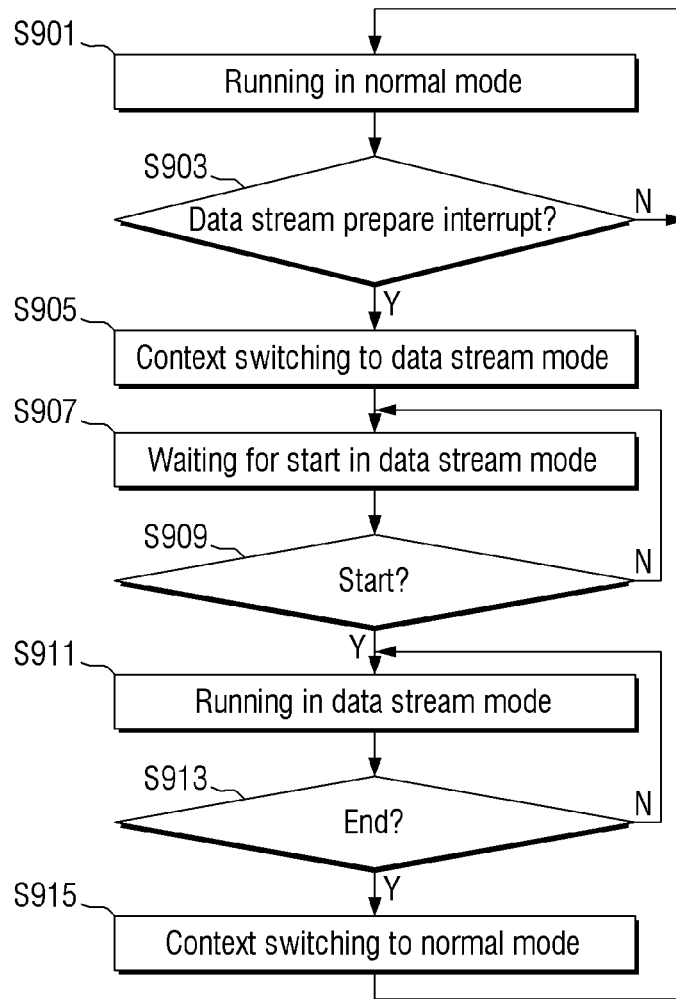 S901
Running in normal mode
S903
Data stream prepare interrupt?
N
Y
S905
Context switching to data stream mode
S907
Waiting for start in data stream mode
S909
Start?
N
Y
S911
Running in data stream mode
S913
End?
N
Y
S915
Context switching to normal mode